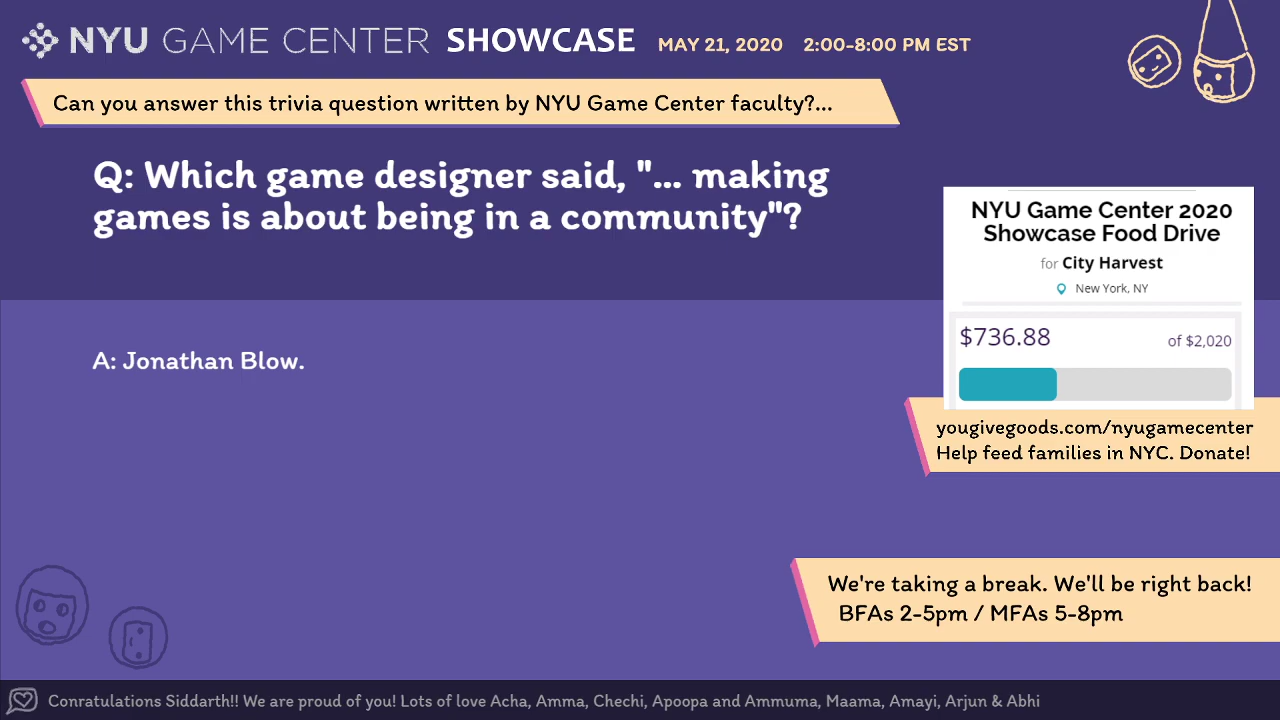 NYU GAME CENTER SHOWCASE MAY 21, 2020 2:00-8:00 PM EST
Can you answer this trivia question written by NYU Game Center faculty?...
Q: Which game designer said, "... making
games is about being in a community"?
A: Jonathan Blow.
NYU Game Center 2020
Showcase Food Drive
for City Harvest
New York, NY
$736.88 of $2,020
yougivegoods.com/nyugamecenter
Help feed families in NYC. Donate!
We're taking a break. We'll be right back!
BFAs 2-5pm / MFAs 5-8pm
Conratulations Siddarth!! We are proud of you! Lots of love Acha, Amma, Chechi, Apoopa and Ammuma, Maama, Amayi, Arjun & Abhi